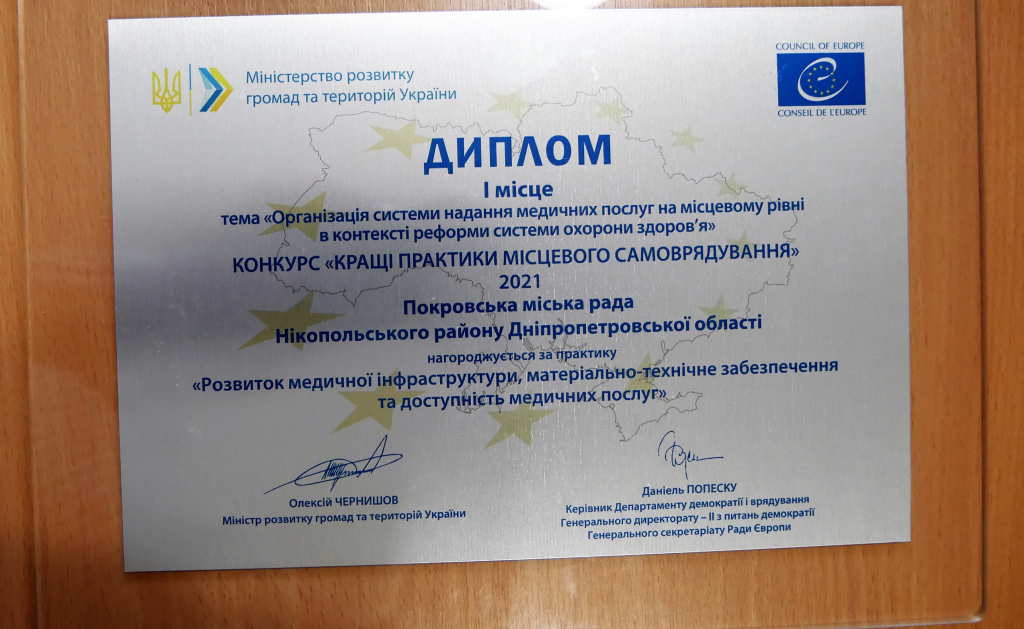 Міністерство розвитку
громад та територій України
COUNCIL OF EUROPE
CONSEIL DE L'EUROPE
ДИПЛОМ
І місце
тема «Організація системи надання медичних послуг на місцевому рівні
в контексті реформи системи охорони здоров'я»
КОНКУРС «КРАЩІ ПРАКТИКИ МІСЦЕВОГО САМОВРЯДУВАННЯ»
2021
Покровська міська рада
Нікопольського району Дніпропетровської області
нагороджується за практику
«Розвиток медичної інфраструктури, матеріально-технічне забезпечення
та доступність медичних послуг»
Олексій ЧЕРНИШОВ
Міністр розвитку громад та територій України
Даніель ПОПЕСКУ
Керівник Департаменту демократії і врядування
Генерального директорату – ІІ з питань демократії
Генерального секретаріату Ради Європи